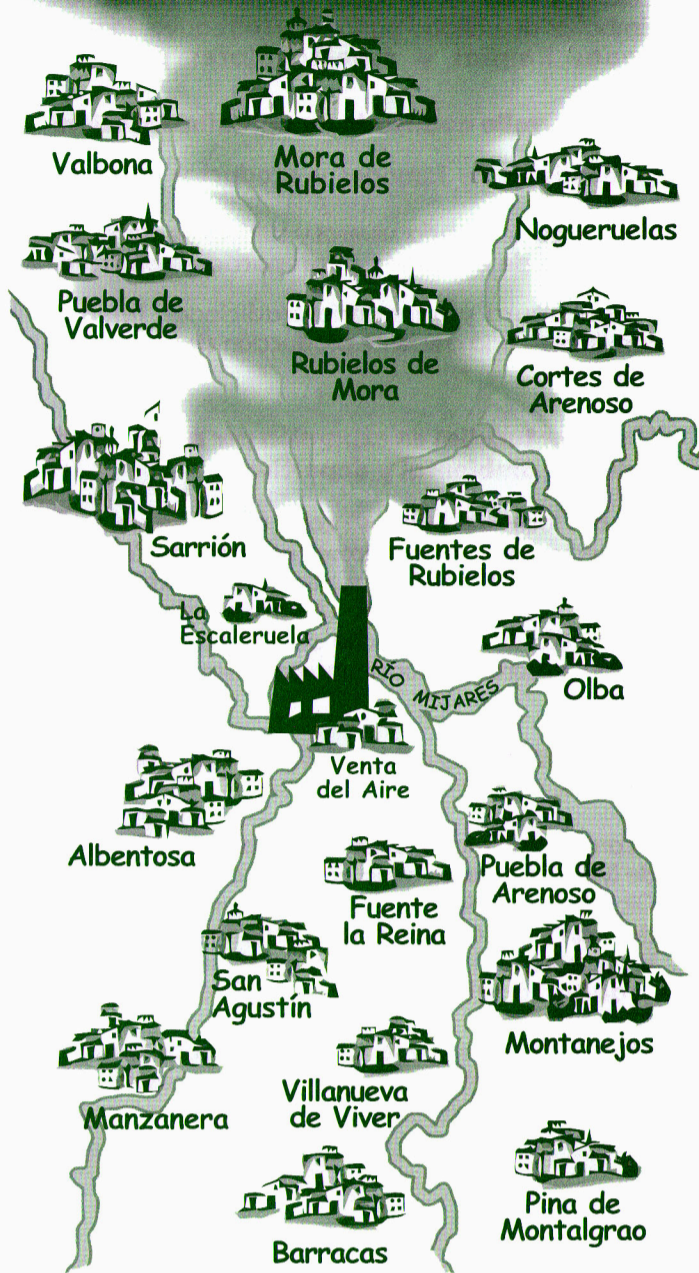 Valbona
Mora de
Rubielos
Nogueruelas
Puebla de
Valverde
Rubielos de
Mora
Cortes de
Arenoso
Sarrión
Fuentes de
Rubielos
La
Escaleruela
RÍO MIJARES
Olba
Venta
del Aire
Albentosa
Puebla de
Arenoso
Fuente
la Reina
San
Agustín
Montanejos
Manzanera
Villanueva
de Viver
Pina de
Montalgrao
Barracas